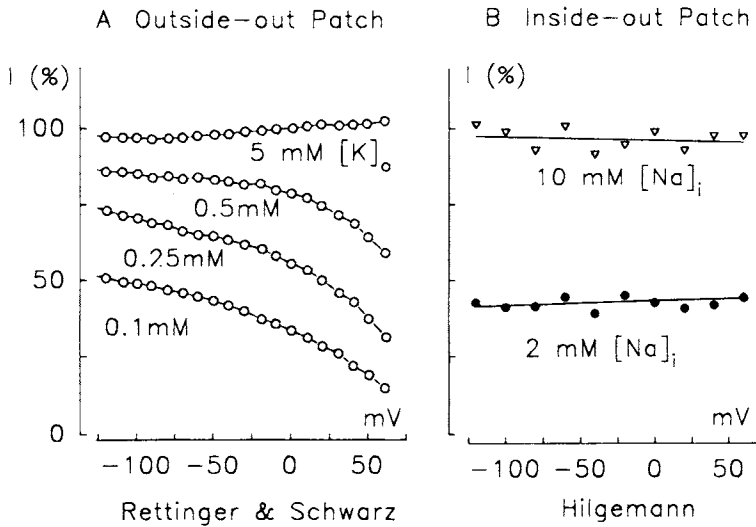 A Outside-out Patch
B Inside-out Patch
I (%)
I (%)
100
5 mM [K]
10 mM [Na]i
0.5mM
0.25mM
50
0.1mM
2 mM [Na]i
mV
mV
0
-100 -50 0 50
-100 -50 0 50
Rettinger & Schwarz
Hilgemann